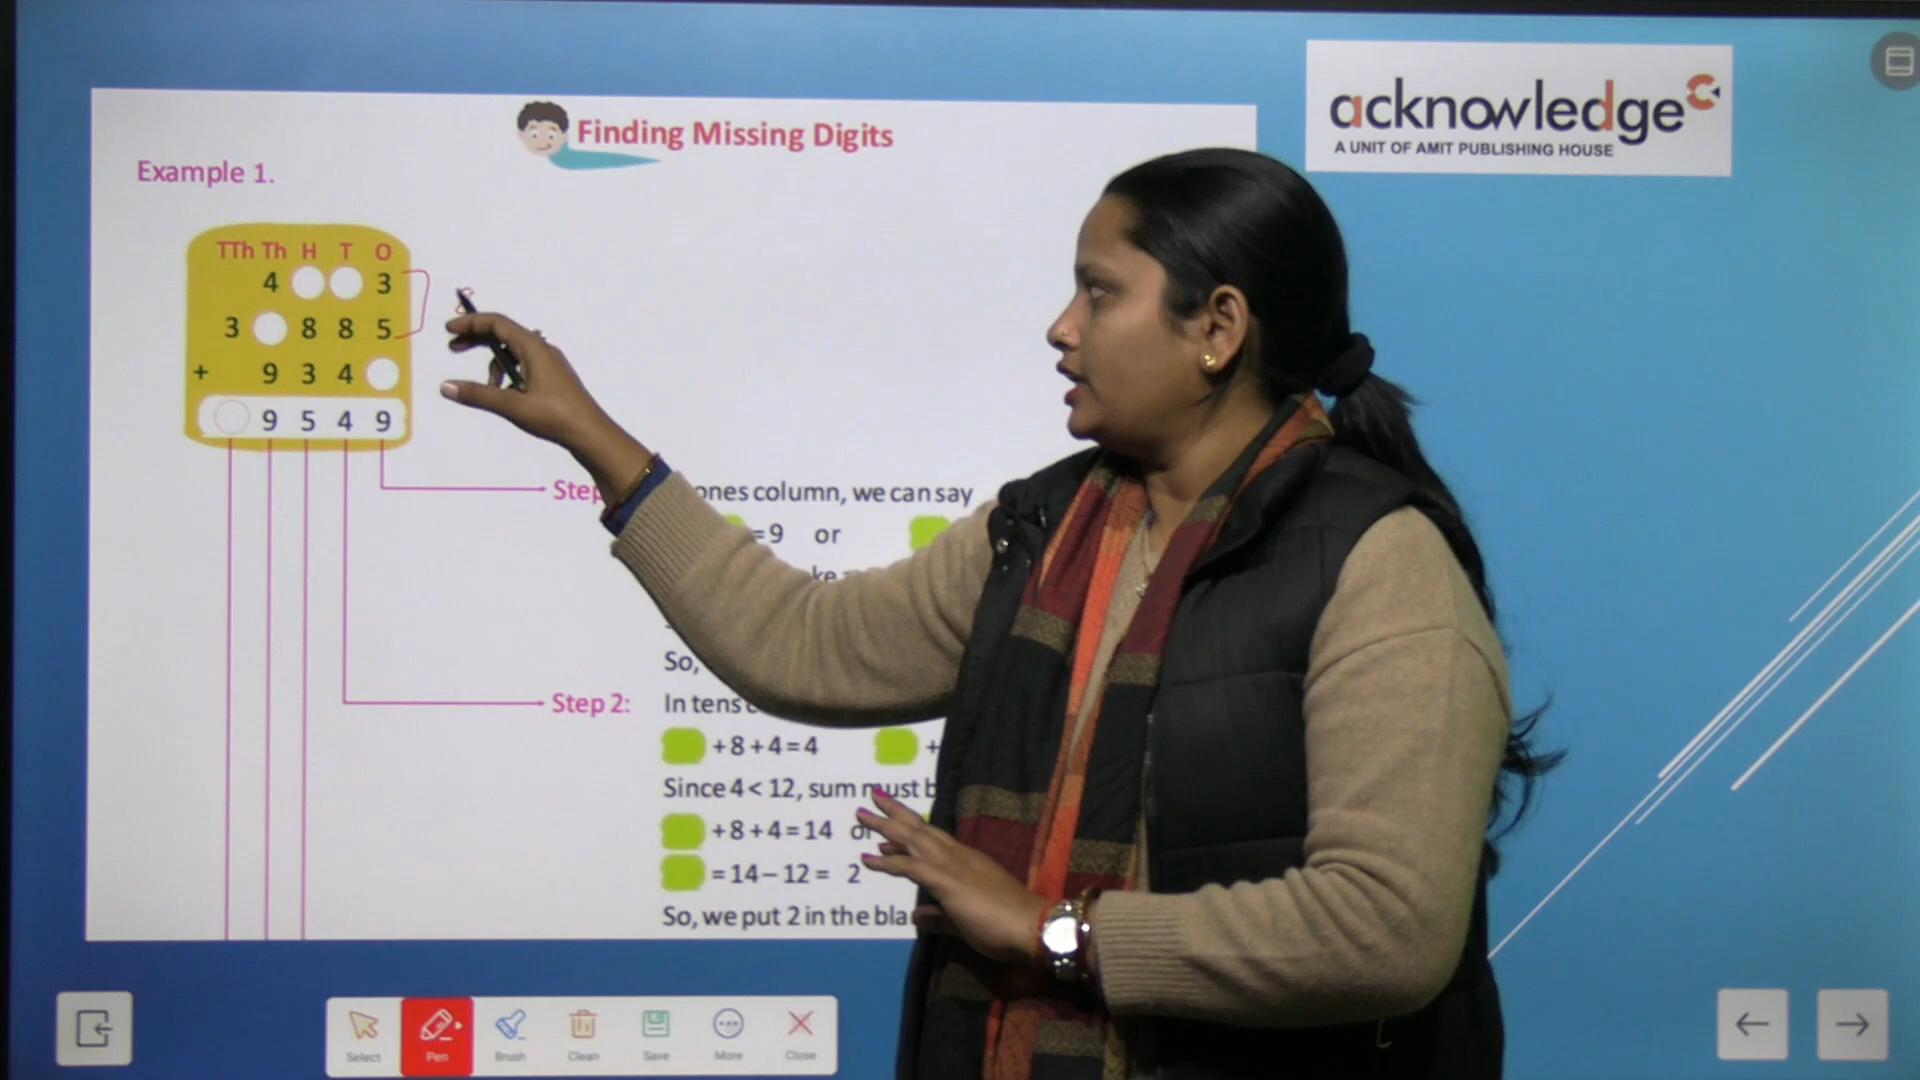 acknowledge
A UNIT OF AMIT PUBLISHING HOUSE
Finding Missing Digits
Example 1.
TTh Th H T O
4 3
3 8 8 5
+ 9 3 4
9 5 4 9
ones column, we can say
=9 or
So,
Step 2: In tens
+8+4=4 +
Since 4<12, sum must
+8+4=14 or
=14–12= 2
So, we put 2 in the
Select
Pen
Brush
Clean
Save
More
Close